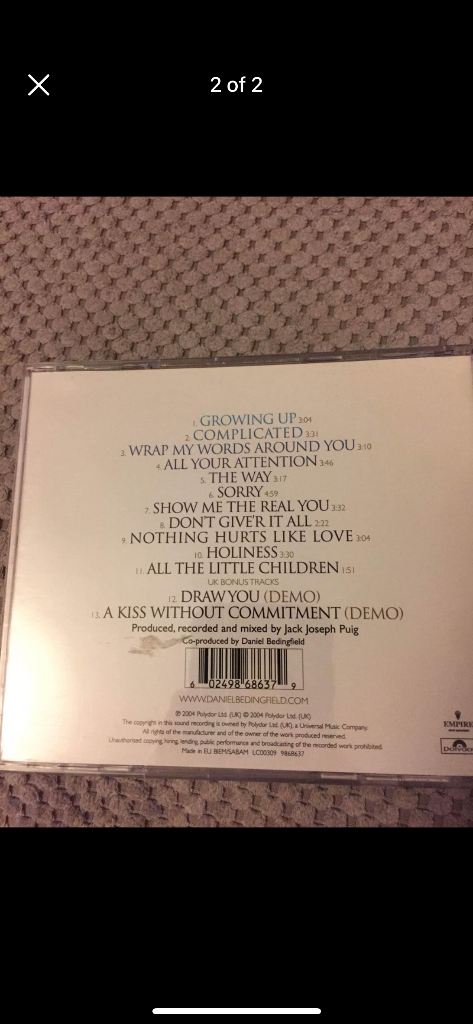 2 of 2
1. GROWING UP 3:04
2. COMPLICATED 3:31
3. WRAP MY WORDS AROUND YOU 3:10
4. ALL YOUR ATTENTION 3:46
5. THE WAY 3:17
6. SORRY 4:59
7. SHOW ME THE REAL YOU 3:32
8. DON'T GIVE'R IT ALL 2:22
9. NOTHING HURTS LIKE LOVE 3:04
10. HOLINESS 3:30
11. ALL THE LITTLE CHILDREN 1:51
UK BONUS TRACKS
12. DRAW YOU (DEMO)
13. A KISS WITHOUT COMMITMENT (DEMO)
Produced, recorded and mixed by Jack Joseph Puig
Co-produced by Daniel Bedingfield
6 02498 68637 9
WWW.DANIELBEDINGFIELD.COM
℗ 2004 Polydor Ltd. (UK) © 2004 Polydor Ltd. (UK)
The copyright in this sound recording is owned by Polydor Ltd. (UK), a Universal Music Company.
All rights of the manufacturer and of the owner of the work produced reserved.
Unauthorised copying, hiring, lending, public performance and broadcasting of the recorded work prohibited.
Made in EU BIEM/SABAM LC00309 9868637
EMPIRE
polydor